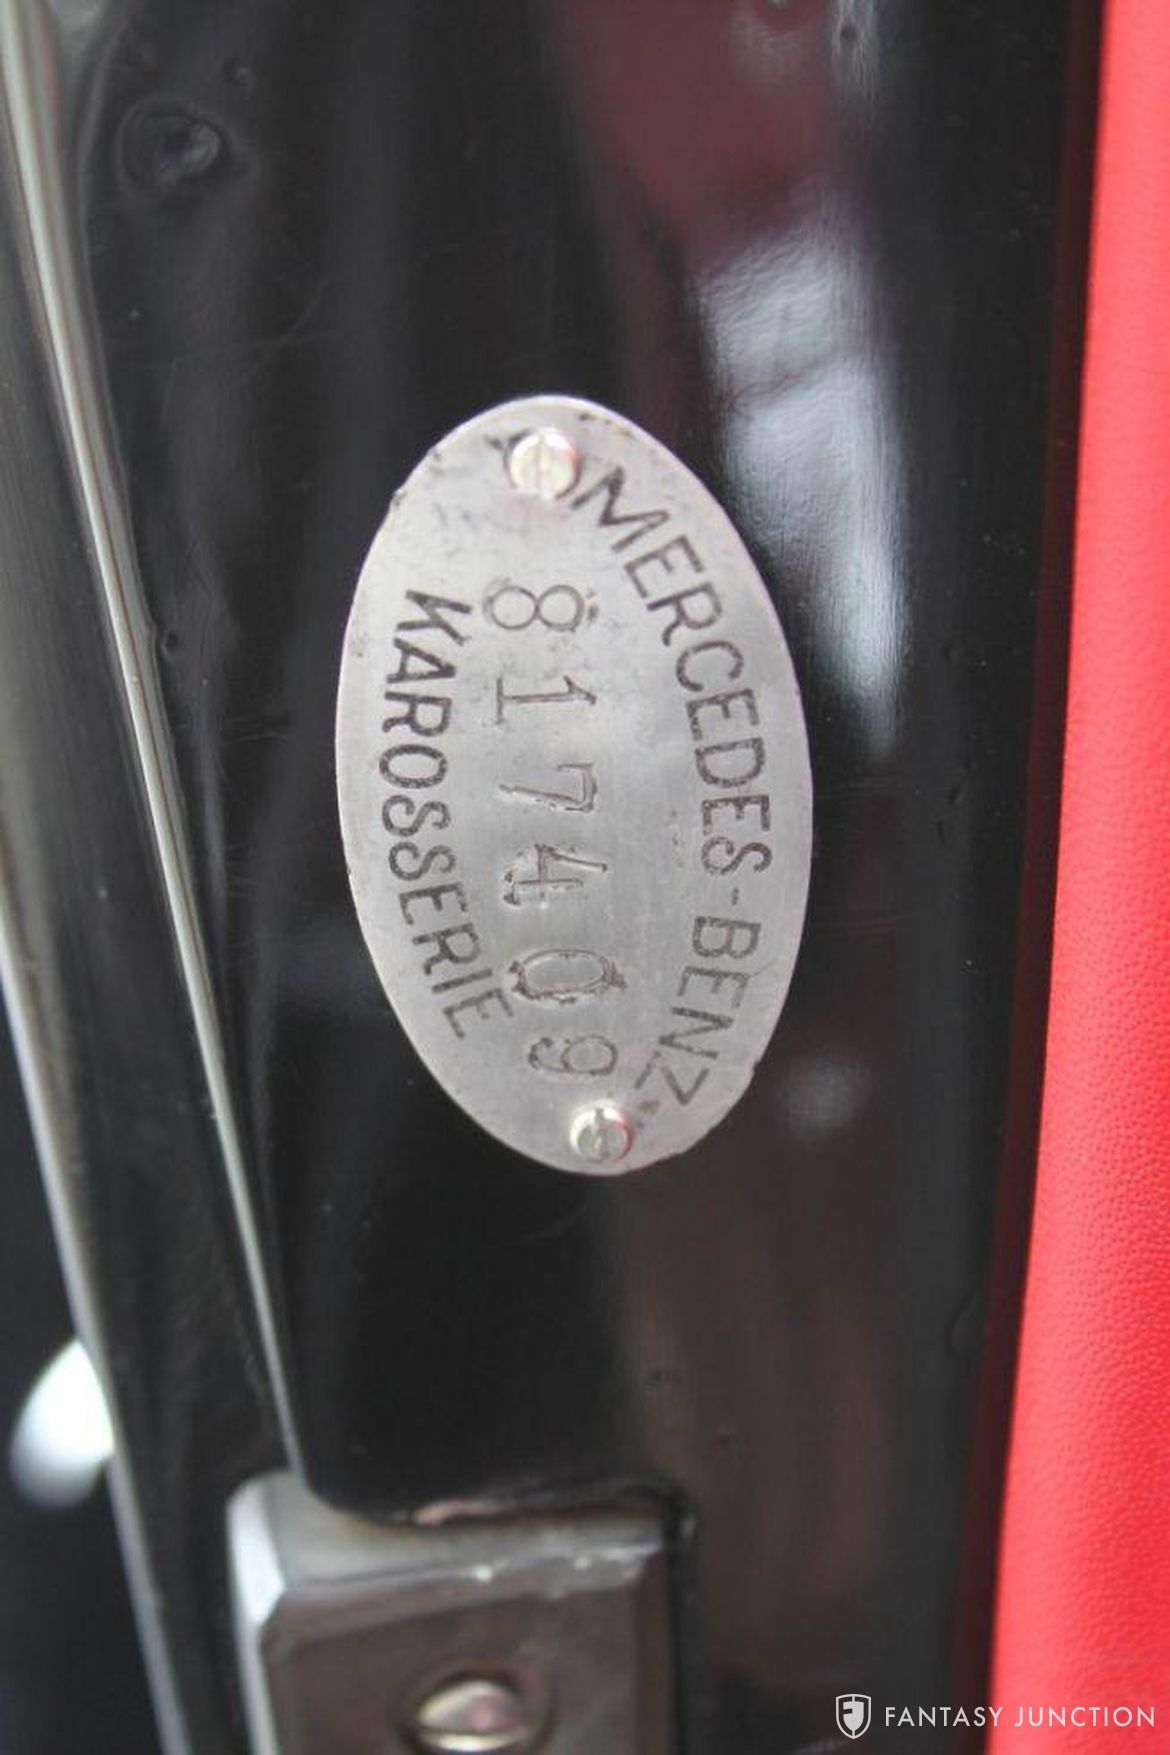 MERCEDES-BENZ
817409
KAROSSERIE
FANTASY JUNCTION